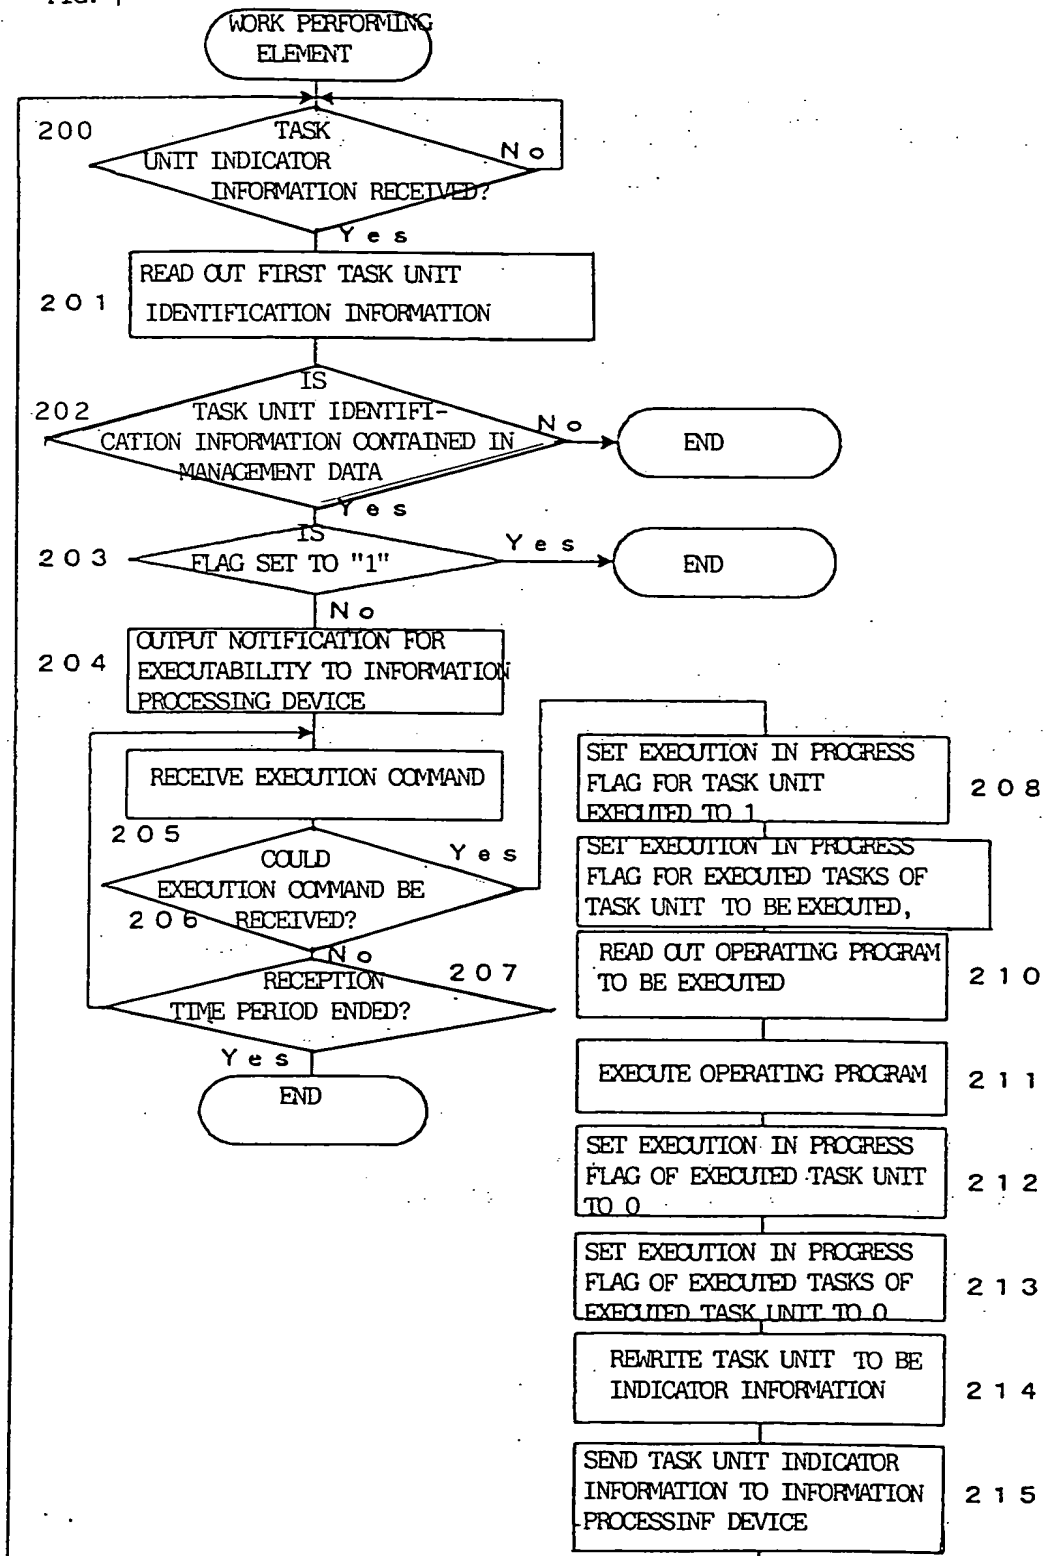 FIG.
WORK PERFORMING
ELEMENT
200
TASK
UNIT INDICATOR
INFORMATION RECEIVED?
No
Yes
201
READ OUT FIRST TASK UNIT
IDENTIFICATION INFORMATION
202
IS
TASK UNIT IDENTIFI-
CATION INFORMATION CONTAINED IN
MANAGEMENT DATA
No
END
Yes
203
IS
FLAG SET TO "1"
Yes
END
No
204
OUTPUT NOTIFICATION FOR
EXECUTABILITY TO INFORMATION
PROCESSING DEVICE
RECEIVE EXECUTION COMMAND
205
COULD
EXECUTION COMMAND BE
RECEIVED?
206
Yes
No
207
RECEPTION
TIME PERIOD ENDED?
Yes
END
SET EXECUTION IN PROGRESS
FLAG FOR TASK UNIT
EXECUTED TO 1
208
SET EXECUTION IN PROGRESS
FLAG FOR EXECUTED TASKS OF
TASK UNIT TO BE EXECUTED,
READ OUT OPERATING PROGRAM
TO BE EXECUTED
210
EXECUTE OPERATING PROGRAM
211
SET EXECUTION IN PROGRESS
FLAG OF EXECUTED TASK UNIT
TO 0
212
SET EXECUTION IN PROGRESS
FLAG OF EXECUTED TASKS OF
EXECUTED TASK UNIT TO 0
213
REWRITE TASK UNIT TO BE
INDICATOR INFORMATION
214
SEND TASK UNIT INDICATOR
INFORMATION TO INFORMATION
PROCESSINF DEVICE
215